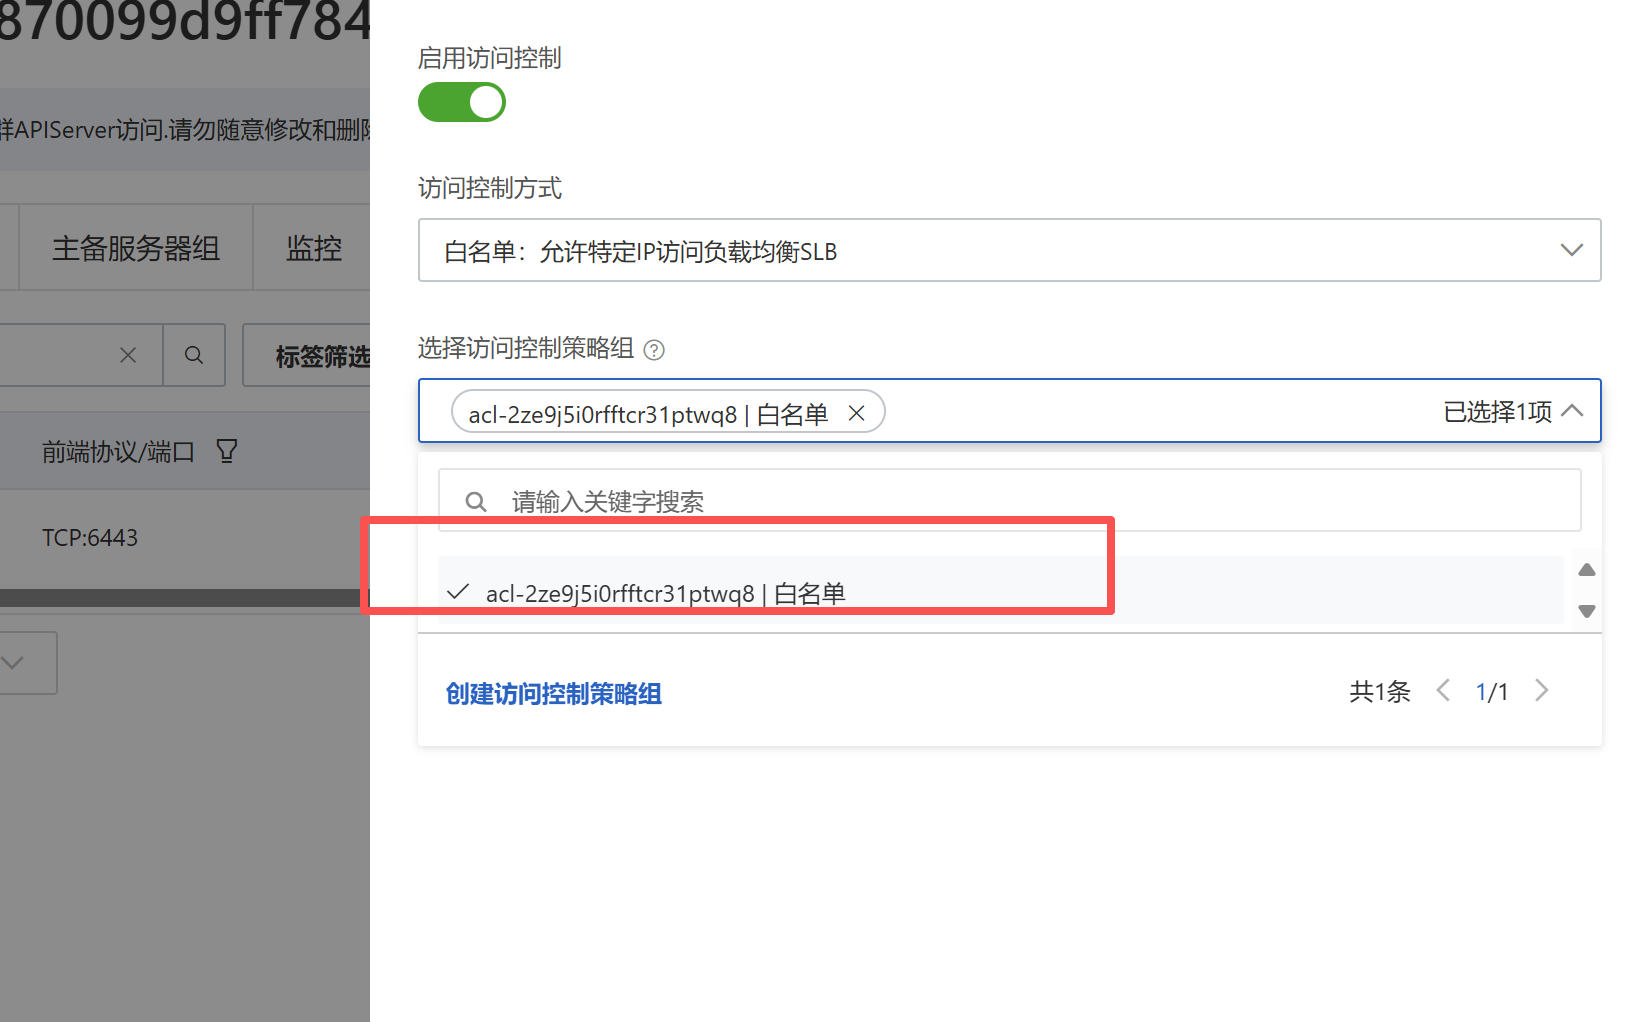 870099d9ff784
启用访问控制
群APIServer访问.请勿随意修改和删除
访问控制方式
主备服务器组
监控
白名单：允许特定IP访问负载均衡SLB
标签筛选
选择访问控制策略组
acl-2ze9j5i0rfftcr31ptwq8 | 白名单
已选择1项
前端协议/端口
请输入关键字搜索
TCP:6443
acl-2ze9j5i0rfftcr31ptwq8 | 白名单
创建访问控制策略组
共1条
1/1